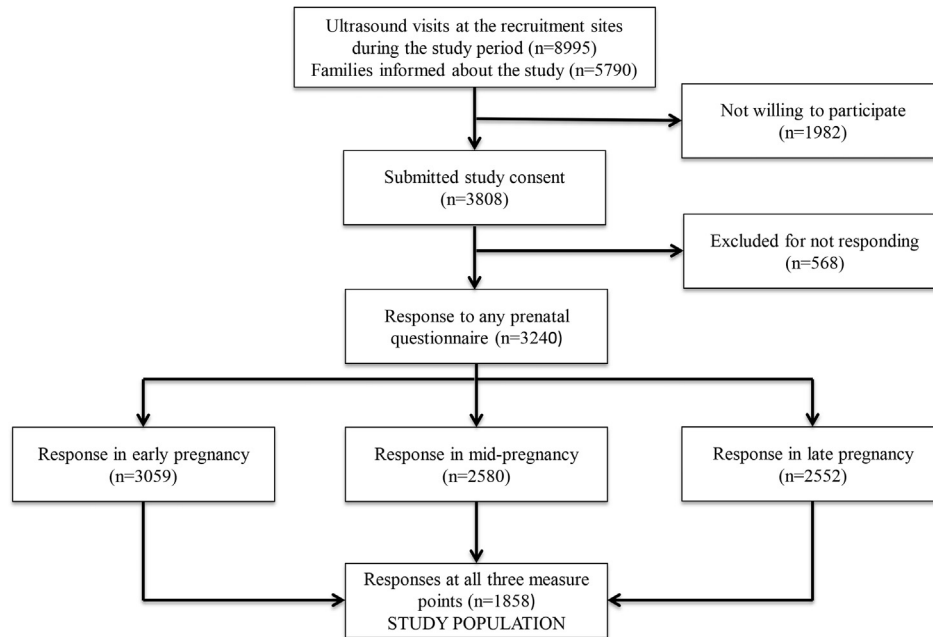 Ultrasound visits at the recruitment sites
during the study period (n=8995)
Families informed about the study (n=5790)
Not willing to participate
(n=1982)
Submitted study consent
(n=3808)
Excluded for not responding
(n=568)
Response to any prenatal
questionnaire (n=3240)
Response in early pregnancy
(n=3059)
Response in mid-pregnancy
(n=2580)
Response in late pregnancy
(n=2552)
Responses at all three measure
points (n=1858)
STUDY POPULATION